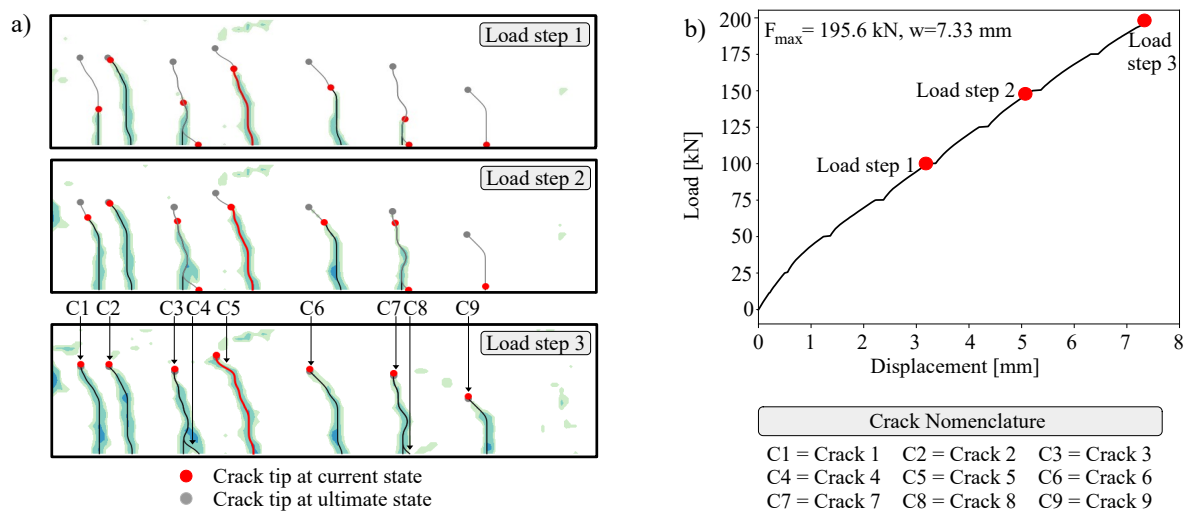 a)
Load step 1
Load step 2
C1 C2 C3 C4 C5 C6 C7 C8 C9
Load step 3
Crack tip at current state
Crack tip at ultimate state
b)
Fmax= 195.6 kN, w=7.33 mm
Load [kN]
200
175
150
125
100
75
50
25
0
Load step 1
Load step 2
Load
step 3
0 1 2 3 4 5 6 7 8
Displacement [mm]
Crack Nomenclature
C1 = Crack 1 C2 = Crack 2 C3 = Crack 3
C4 = Crack 4 C5 = Crack 5 C6 = Crack 6
C7 = Crack 7 C8 = Crack 8 C9 = Crack 9